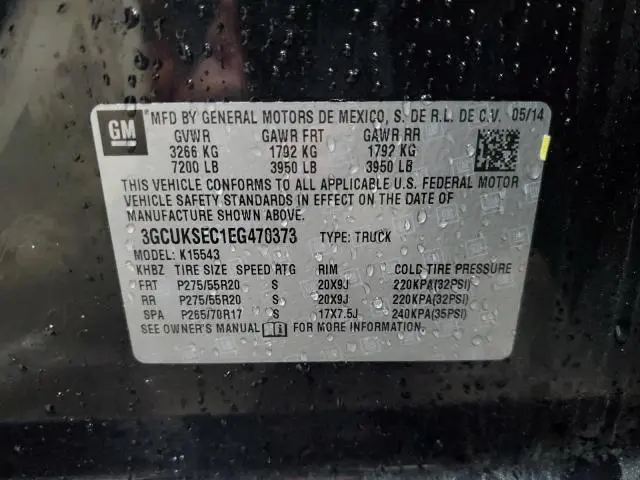 GM
MFD BY GENERAL MOTORS DE MEXICO, S. DE R.L. DE C.V. 05/14
GVWR GAWR FRT GAWR RR
3266 KG 1792 KG 1792 KG
7200 LB 3950 LB 3950 LB
THIS VEHICLE CONFORMS TO ALL APPLICABLE U.S. FEDERAL MOTOR
VEHICLE SAFETY STANDARDS IN EFFECT ON THE DATE OF
MANUFACTURE SHOWN ABOVE.
3GCUKSEC1EG470373 TYPE: TRUCK
MODEL: K15543
KHBZ TIRE SIZE SPEED RTG RIM COLD TIRE PRESSURE
FRT P275/55R20 S 20X9J 220KPA(32PSI)
RR P275/55R20 S 20X9J 220KPA(32PSI)
SPA P265/70R17 S 17X7.5J 240KPA(35PSI)
SEE OWNER'S MANUAL FOR MORE INFORMATION.